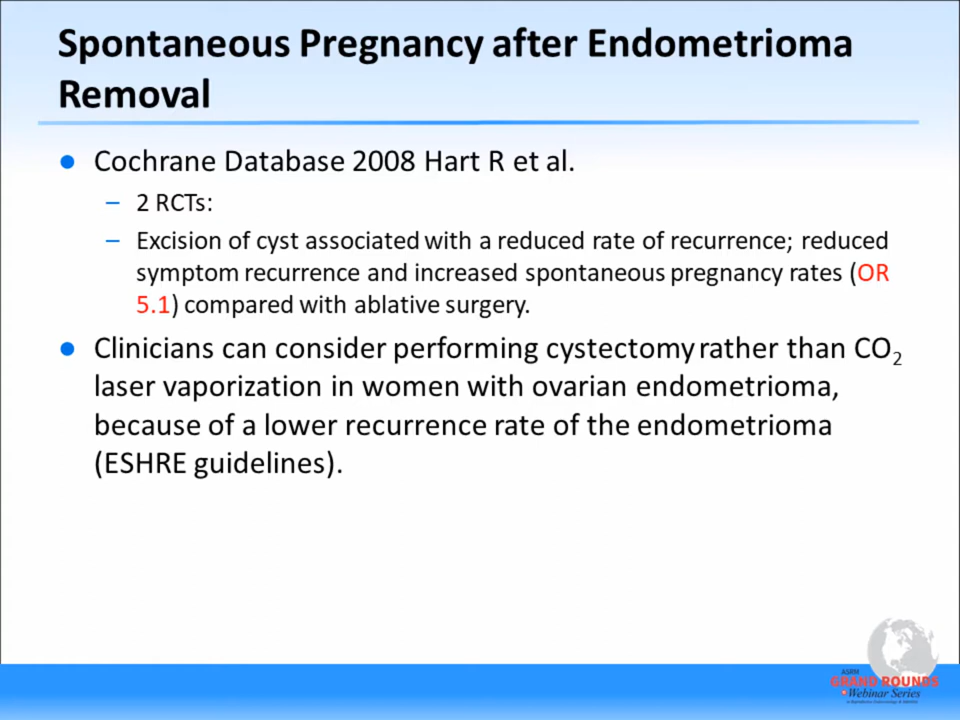 Spontaneous Pregnancy after Endometrioma
Removal
● Cochrane Database 2008 Hart R et al.
– 2 RCTs:
– Excision of cyst associated with a reduced rate of recurrence; reduced
symptom recurrence and increased spontaneous pregnancy rates (OR
5.1) compared with ablative surgery.
● Clinicians can consider performing cystectomy rather than CO₂
laser vaporization in women with ovarian endometrioma,
because of a lower recurrence rate of the endometrioma
(ESHRE guidelines).
ASRM
GRAND ROUNDS
Webinar Series